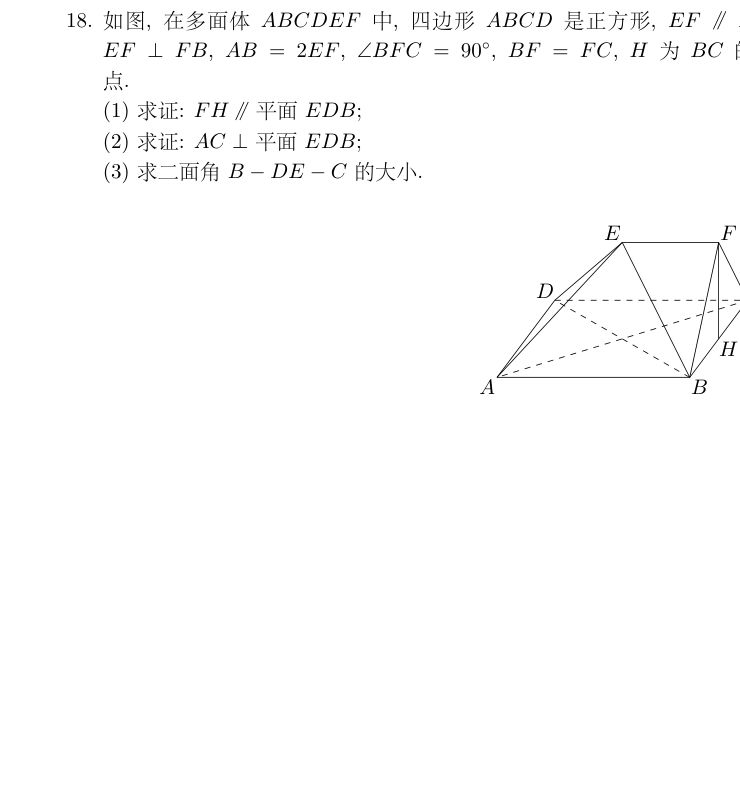 18. 如图, 在多面体 ABCDEF 中, 四边形 ABCD 是正方形, EF ∥
EF ⊥ FB, AB = 2EF, ∠BFC = 90°, BF = FC, H 为 BC
点.
(1) 求证: FH ∥ 平面 EDB;
(2) 求证: AC ⊥ 平面 EDB;
(3) 求二面角 B − DE − C 的大小.
E F
D
H
A B